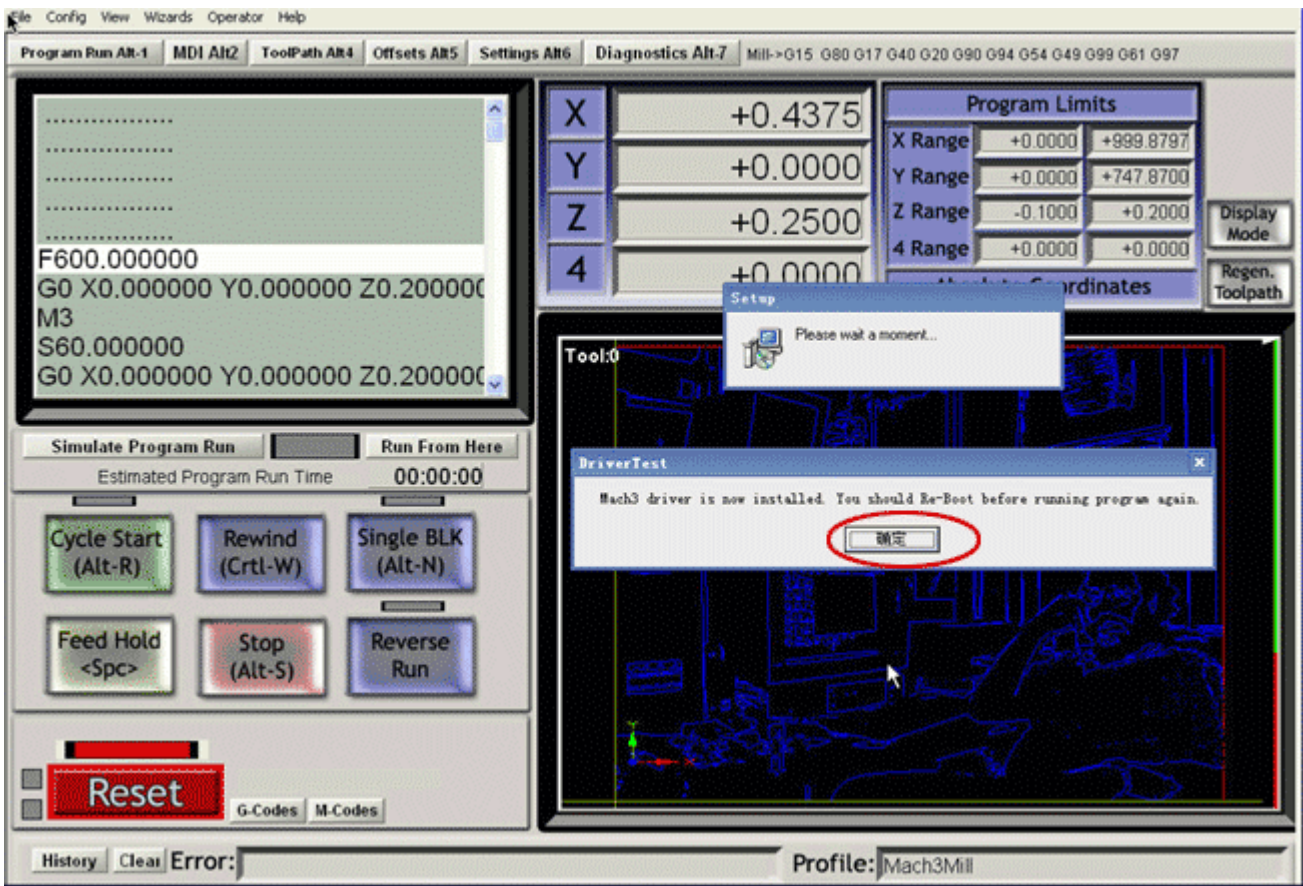 File Config View Wizards Operator Help
Program Run Alt-1 MDI Alt2 ToolPath Alt4 Offsets Alt5 Settings Alt6 Diagnostics Alt-7 Mill->G15 G80 G17 G40 G20 G90 G94 G54 G49 G99 G61 G97
................
................
................
................
................
F600.000000
G0 X0.000000 Y0.000000 Z0.200000
M3
S60.000000
G0 X0.000000 Y0.000000 Z0.200000
X +0.4375
Y +0.0000
Z +0.2500
4 +0.0000
Program Limits
X Range +0.0000 +999.8797
Y Range +0.0000 +747.8700
Z Range -0.1000 +0.2000
4 Range +0.0000 +0.0000
Display
Mode
Regen.
Toolpath
Setup
Please wait a moment...
Tool:0
DriverTest
Mach3 driver is now installed. You should Re-Boot before running program again.
确定
Simulate Program Run Run From Here
Estimated Program Run Time 00:00:00
Cycle Start
(Alt-R)
Rewind
(Crtl-W)
Single BLK
(Alt-N)
Feed Hold
<Spc>
Stop
(Alt-S)
Reverse
Run
Y
X
Reset
G-Codes M-Codes
History Clear Error: Profile: Mach3Mill